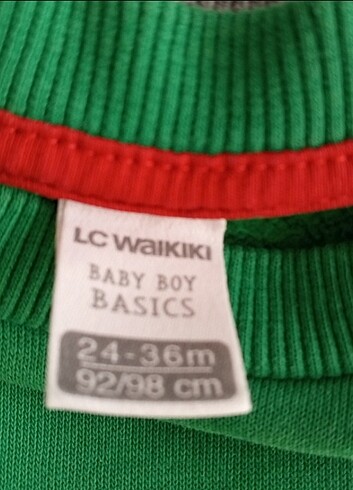 LC WaiKiKi
BABY BOY
BASICS
24-36m
92/98 cm